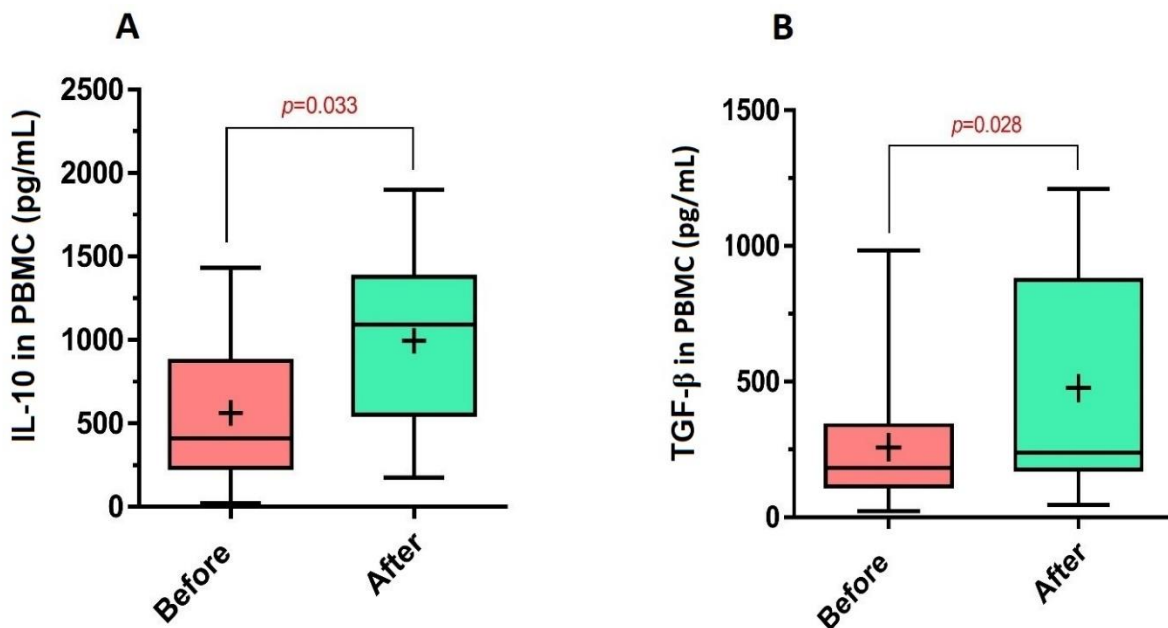 A
IL-10 in PBMC (pg/mL)
2500
2000
1500
1000
500
0
p=0.033
Before
After
B
TGF-β in PBMC (pg/mL)
1500
1000
500
0
p=0.028
Before
After